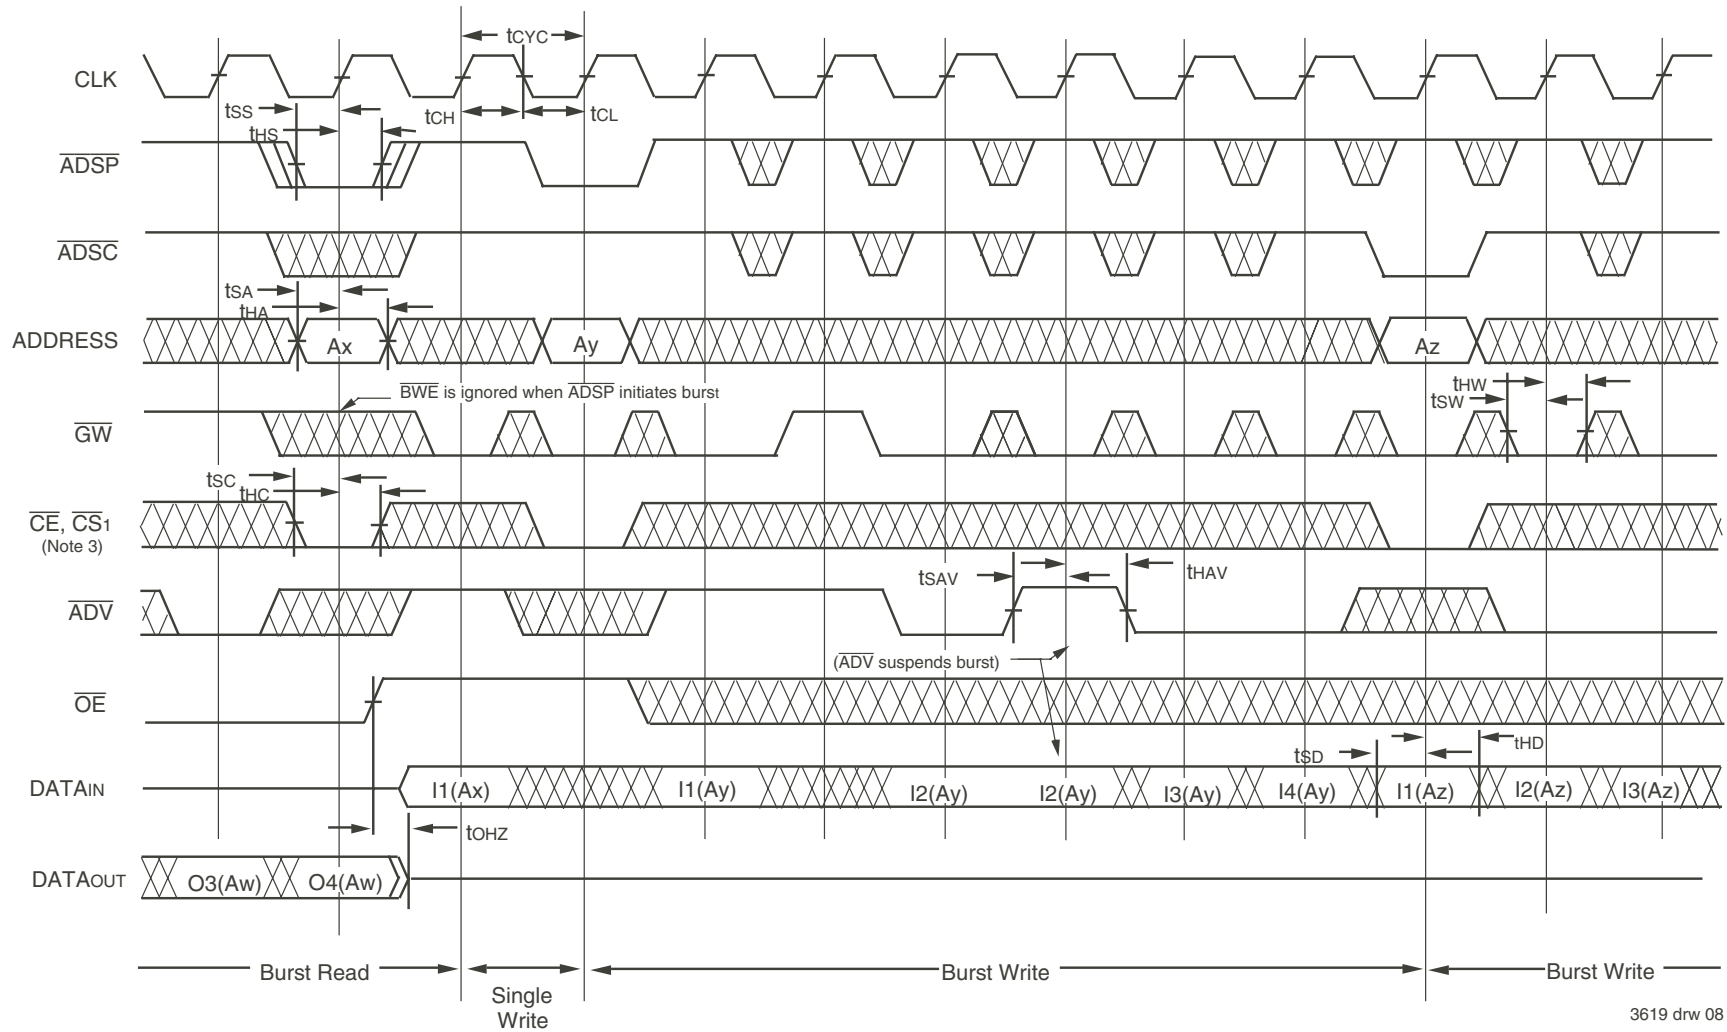 tCYC
CLK
tSS
tHS
tCH
tCL
ADSP
ADSC
tSA
tHA
ADDRESS
Ax
Ay
Az
BWE is ignored when ADSP initiates burst
tHW
tSW
GW
tSC
tHC
CE, CS1
(Note 3)
tSAV
tHAV
ADV
(ADV suspends burst)
OE
tSD
tHD
DATAIN
I1(Ax)
I1(Ay)
I2(Ay)
I2(Ay)
I3(Ay)
I4(Ay)
I1(Az)
I2(Az)
I3(Az)
tOHZ
DATAOUT
O3(Aw)
O4(Aw)
Burst Read
Single
Write
Burst Write
Burst Write
3619 drw 08